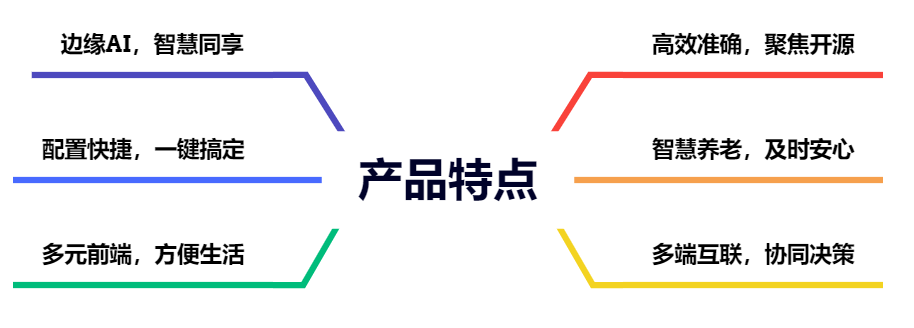 边缘AI，智慧同享
配置快捷，一键搞定
多元前端，方便生活
产品特点
高效准确，聚焦开源
智慧养老，及时安心
多端互联，协同决策